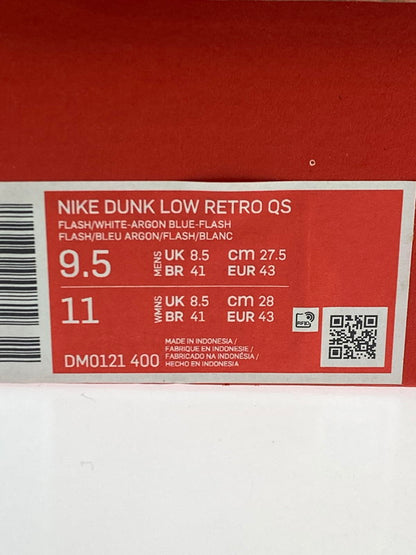 NIKE DUNK LOW RETRO QS
FLASH/WHITE-ARGON BLUE-FLASH
FLASH/BLEU ARGON/FLASH/BLANC
9.5 MENS UK 8.5 cm 27.5
BR 41 EUR 43
11 WMNS UK 8.5 cm 28
BR 41 EUR 43
RFID
DM0121 400
MADE IN INDONESIA /
FABRIQUE EN INDONESIE /
FABRICADO NA INDONÉSIA /
HECHO EN INDONESIA